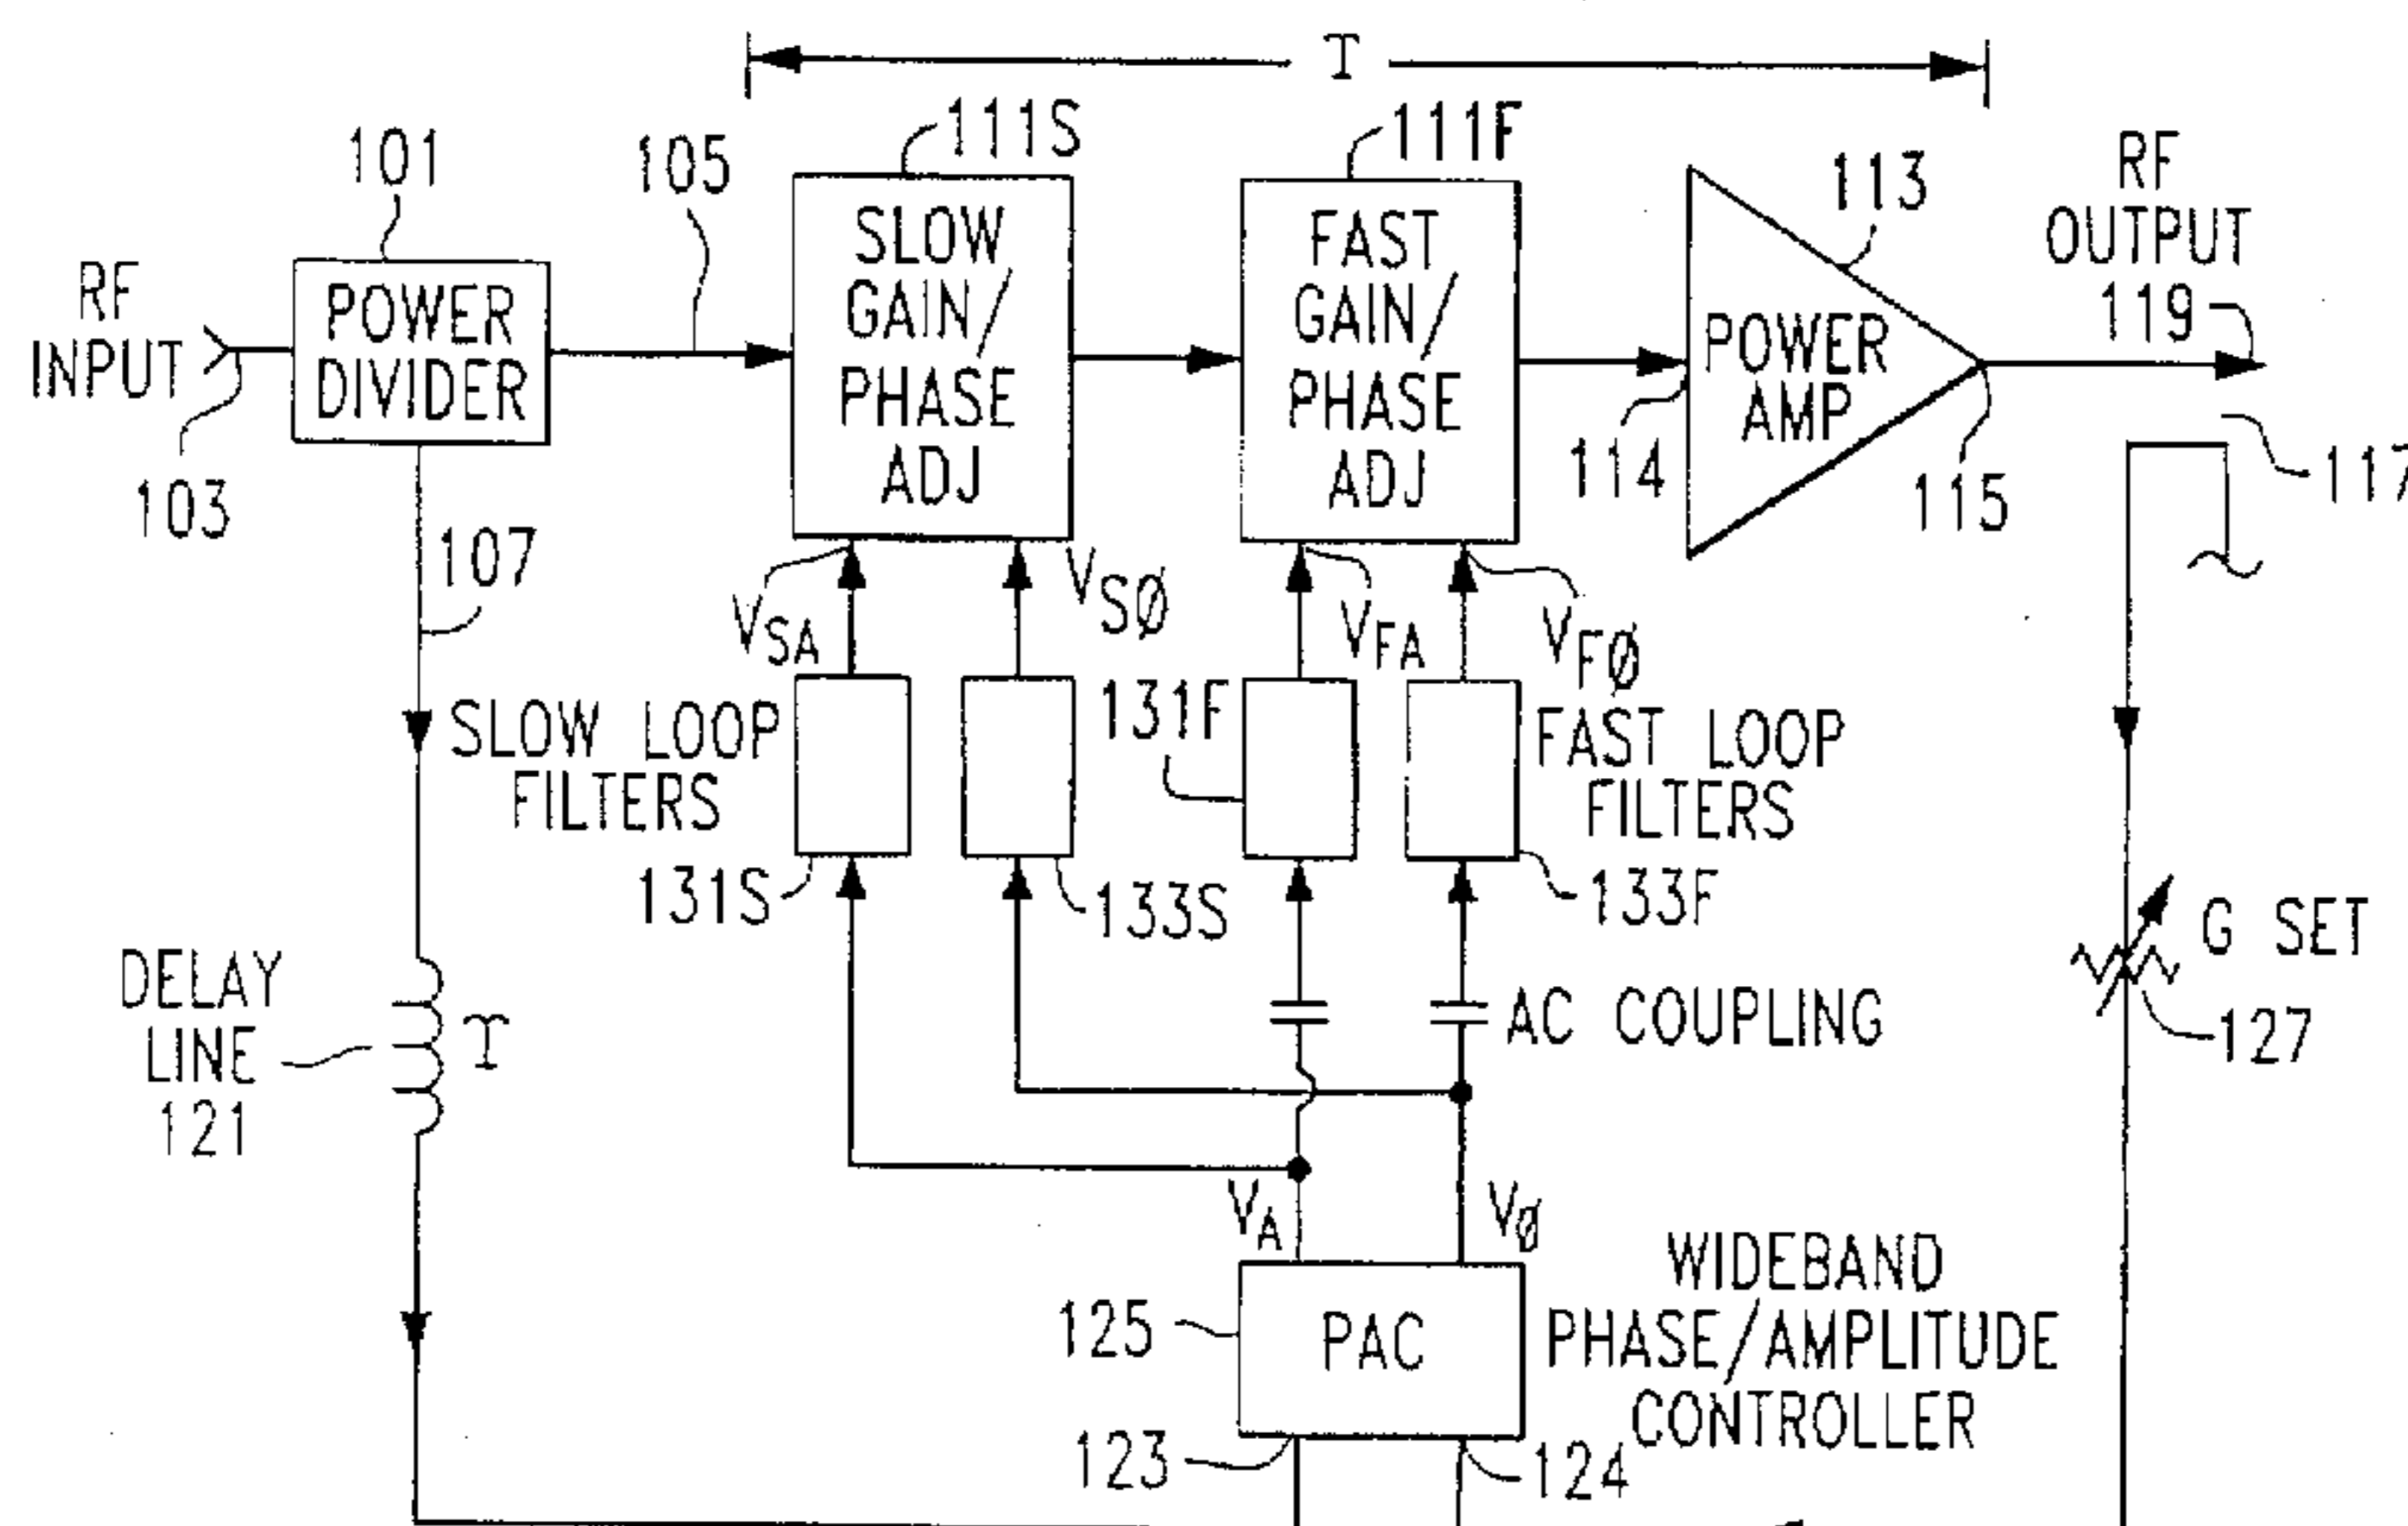 T
101
105
111S
111F
113
RF
OUTPUT
119
RF
INPUT
POWER
DIVIDER
SLOW
GAIN/
PHASE
ADJ
FAST
GAIN/
PHASE
ADJ
POWER
AMP
103
114
115
117
107
VSA
VSØ
VFA
VFØ
SLOW LOOP
FILTERS
131F
FAST LOOP
FILTERS
131S
133S
133F
G SET
127
DELAY
LINE
121
T
AC COUPLING
VA
VØ
125
PAC
WIDEBAND
PHASE/AMPLITUDE
CONTROLLER
123
124